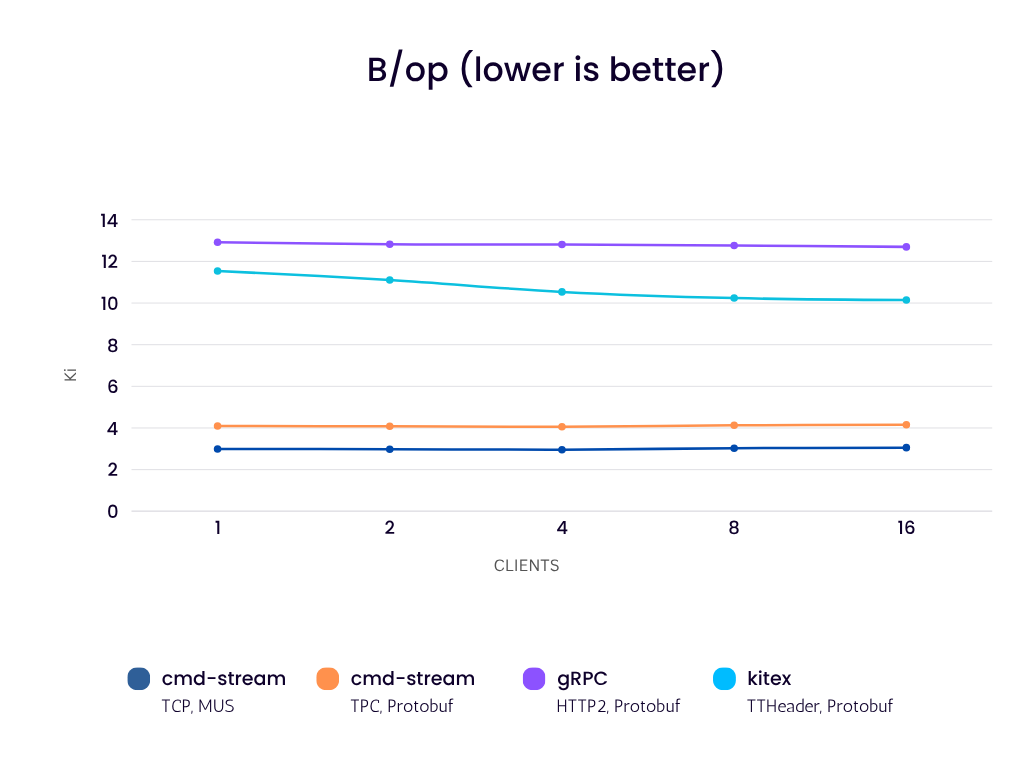 B/op (lower is better)
14
12
10
8
6
4
2
0
Ki
1 2 4 8 16
CLIENTS
cmd-stream cmd-stream gRPC kitex
TCP, MUS TPC, Protobuf HTTP2, Protobuf TTHeader, Protobuf